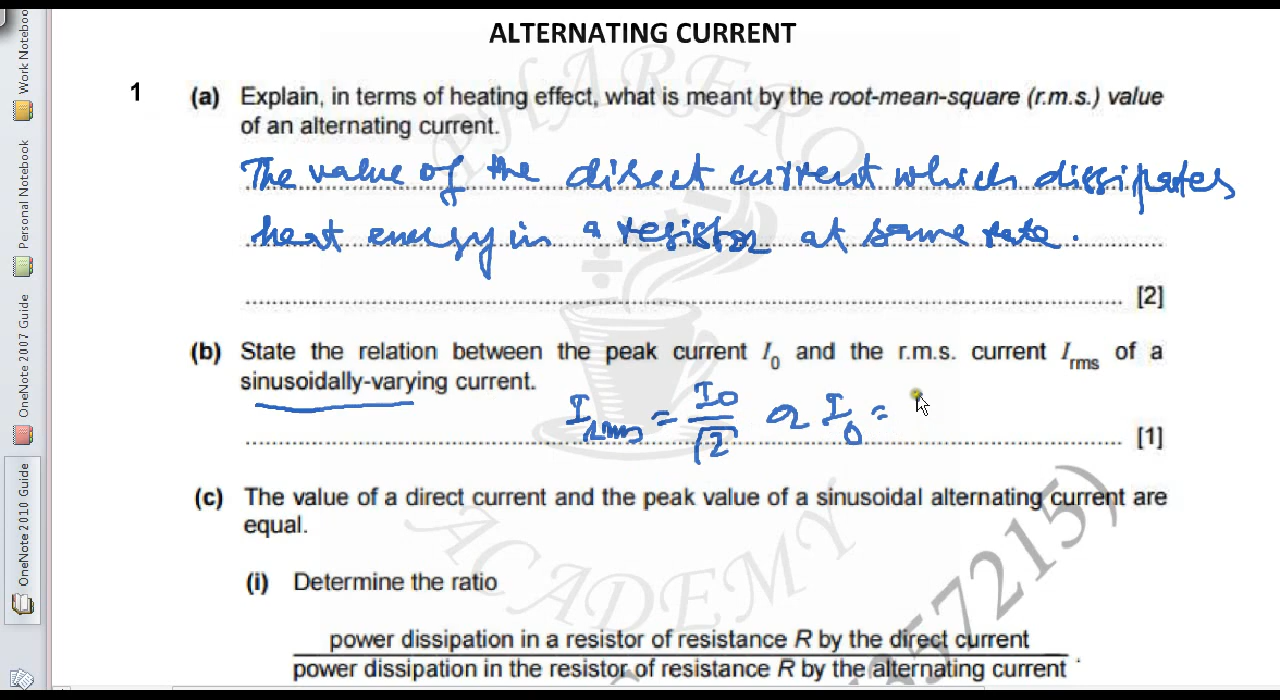 ALTERNATING CURRENT
1 (a) Explain, in terms of heating effect, what is meant by the root-mean-square (r.m.s.) value
of an alternating current.
The value of the direct current which dissipates
heat energy in a resistor at same rate.
[2]
(b) State the relation between the peak current I₀ and the r.m.s. current Iᵣₘₛ of a
sinusoidally-varying current.
Iᵣₘₛ = I₀/√2 or I₀ =
[1]
(c) The value of a direct current and the peak value of a sinusoidal alternating current are
equal.
(i) Determine the ratio
power dissipation in a resistor of resistance R by the direct current
power dissipation in the resistor of resistance R by the alternating current .
Work Notebook
Personal Notebook
OneNote 2007 Guide
OneNote 2010 Guide
PHARERO
ACADEMY
357215)